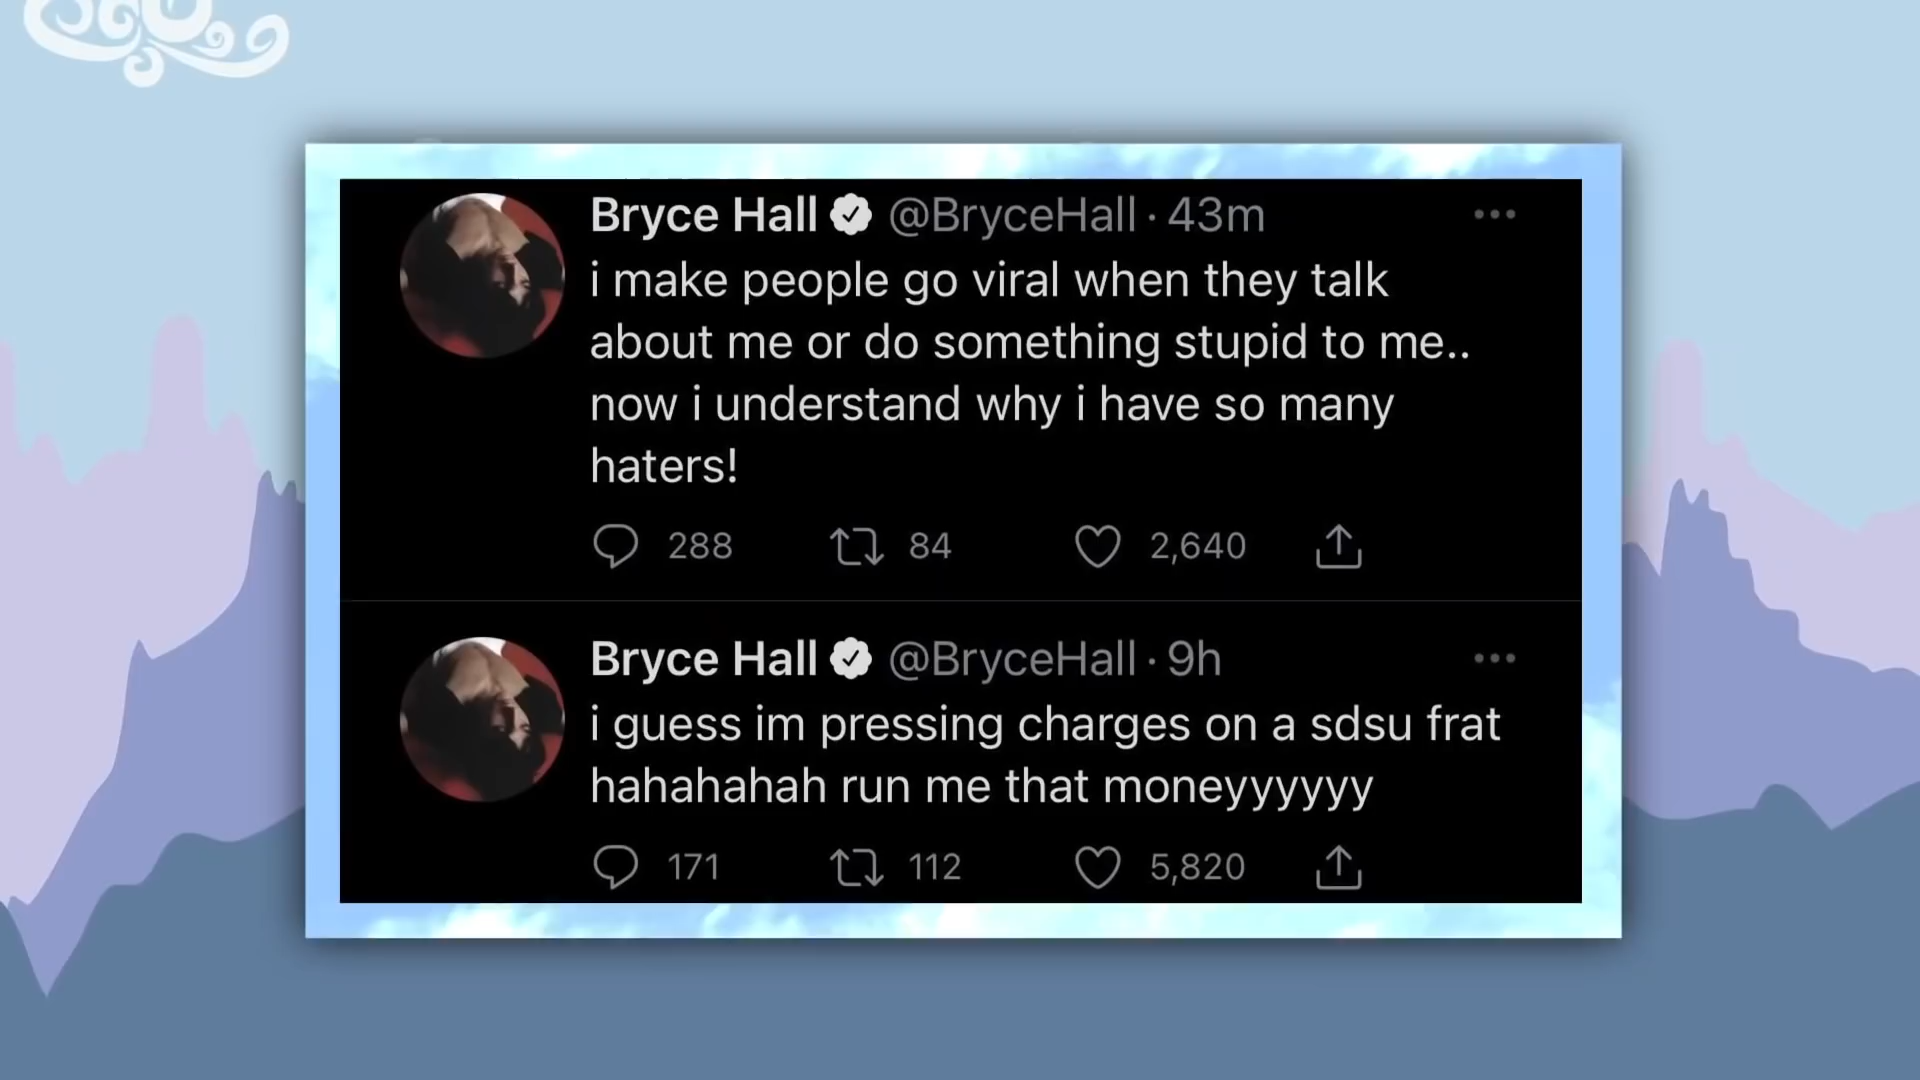 Bryce Hall @BryceHall · 43m
i make people go viral when they talk
about me or do something stupid to me..
now i understand why i have so many
haters!
288 84 2,640
Bryce Hall @BryceHall · 9h
i guess im pressing charges on a sdsu frat
hahahahah run me that moneyyyyyy
171 112 5,820